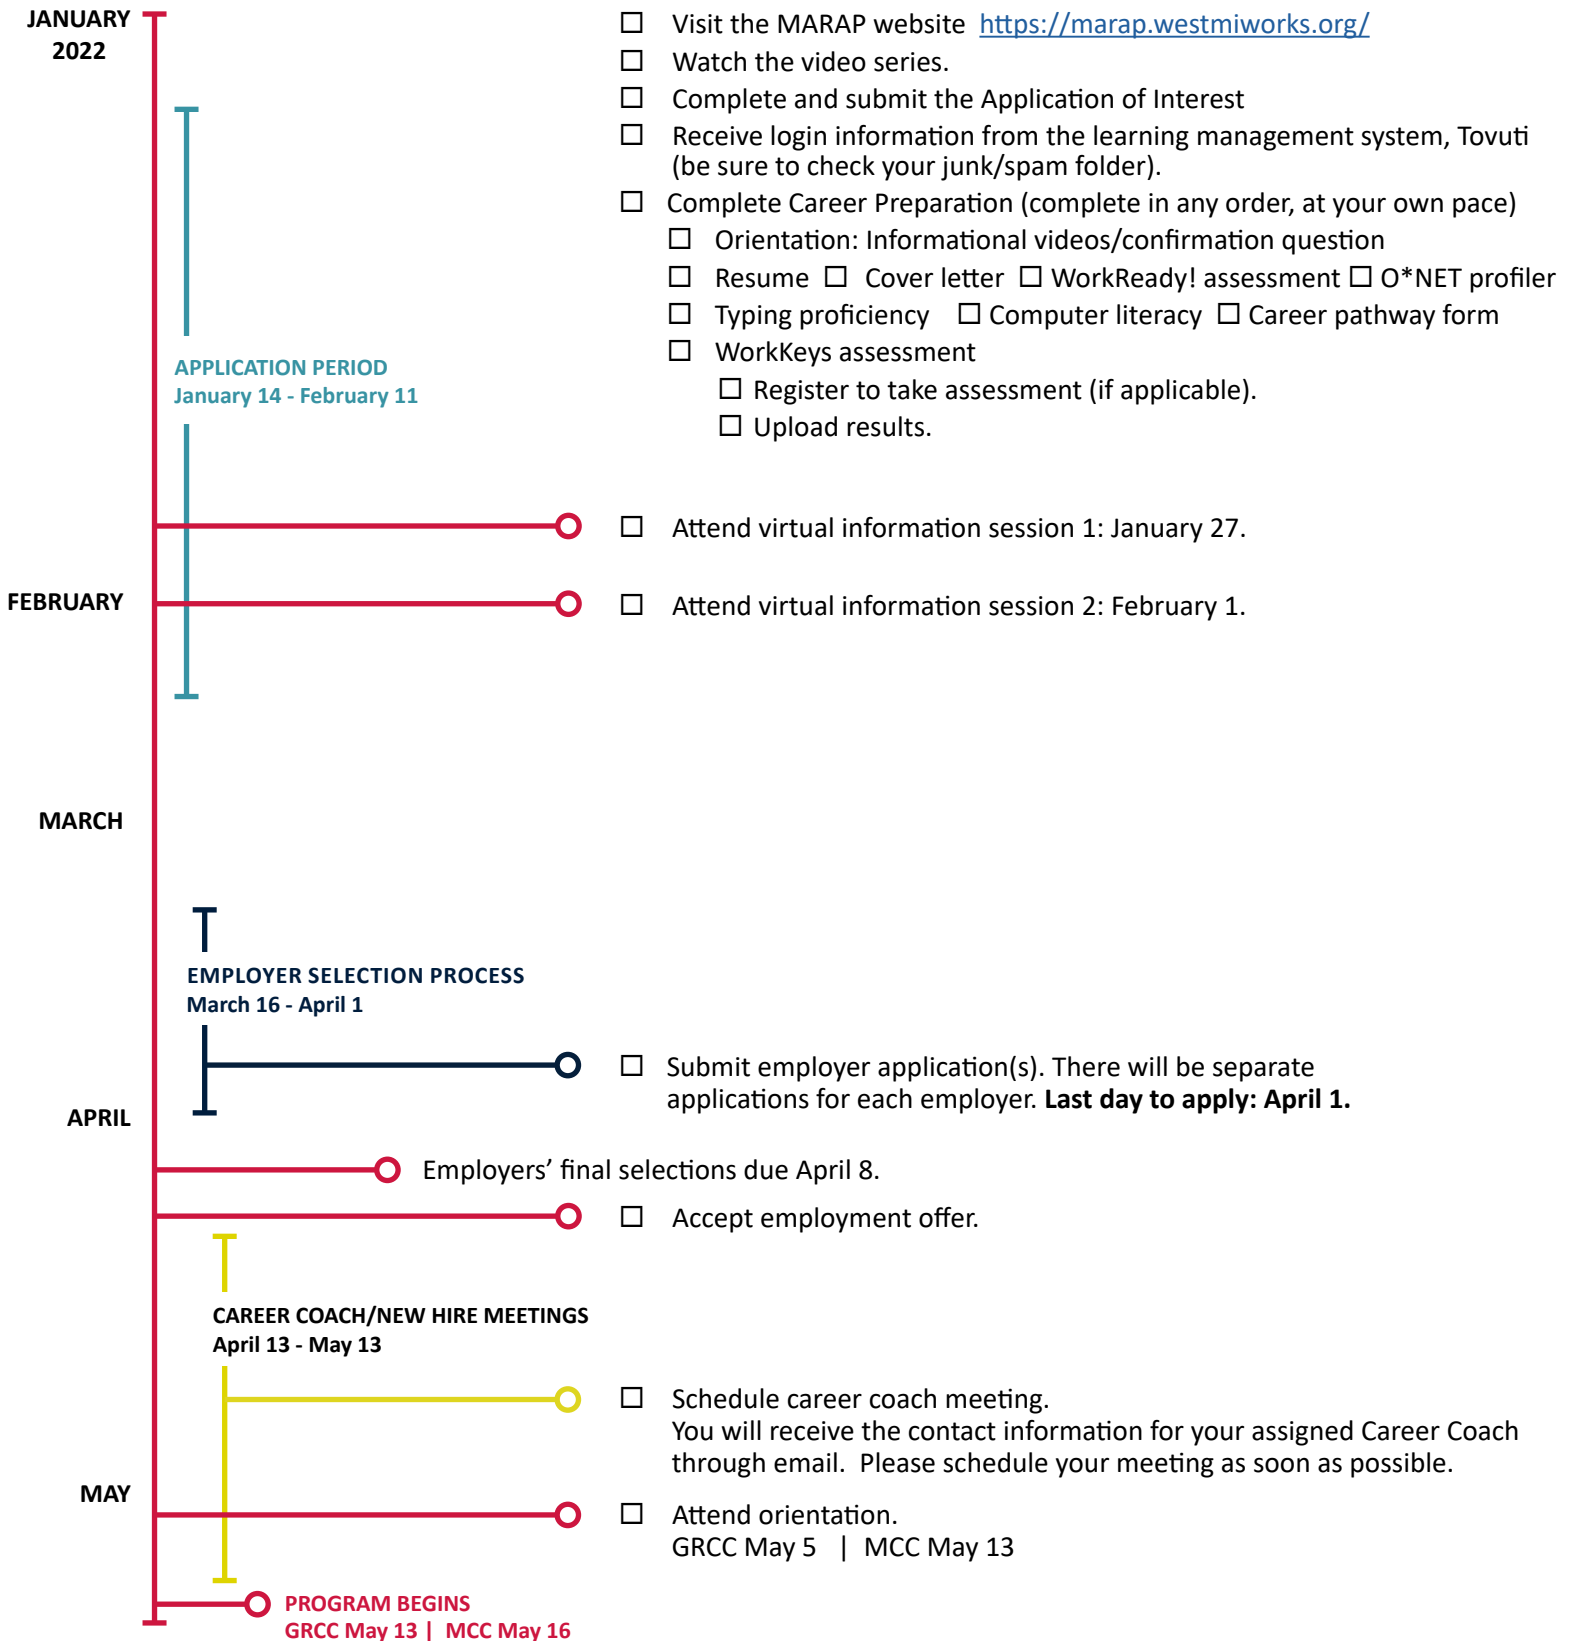 JANUARY
2022
☐ Visit the MARAP website https://marap.westmiworks.org/
☐ Watch the video series.
☐ Complete and submit the Application of Interest
☐ Receive login information from the learning management system, Tovuti
(be sure to check your junk/spam folder).
☐ Complete Career Preparation (complete in any order, at your own pace)
☐ Orientation: Informational videos/confirmation question
☐ Resume ☐ Cover letter ☐ WorkReady! assessment ☐ O*NET profiler
☐ Typing proficiency ☐ Computer literacy ☐ Career pathway form
☐ WorkKeys assessment
☐ Register to take assessment (if applicable).
☐ Upload results.
APPLICATION PERIOD
January 14 - February 11
☐ Attend virtual information session 1: January 27.
FEBRUARY
☐ Attend virtual information session 2: February 1.
MARCH
EMPLOYER SELECTION PROCESS
March 16 - April 1
☐ Submit employer application(s). There will be separate
applications for each employer. Last day to apply: April 1.
APRIL
Employers’ final selections due April 8.
☐ Accept employment offer.
CAREER COACH/NEW HIRE MEETINGS
April 13 - May 13
☐ Schedule career coach meeting.
You will receive the contact information for your assigned Career Coach
through email. Please schedule your meeting as soon as possible.
MAY
☐ Attend orientation.
GRCC May 5 | MCC May 13
PROGRAM BEGINS
GRCC May 13 | MCC May 16